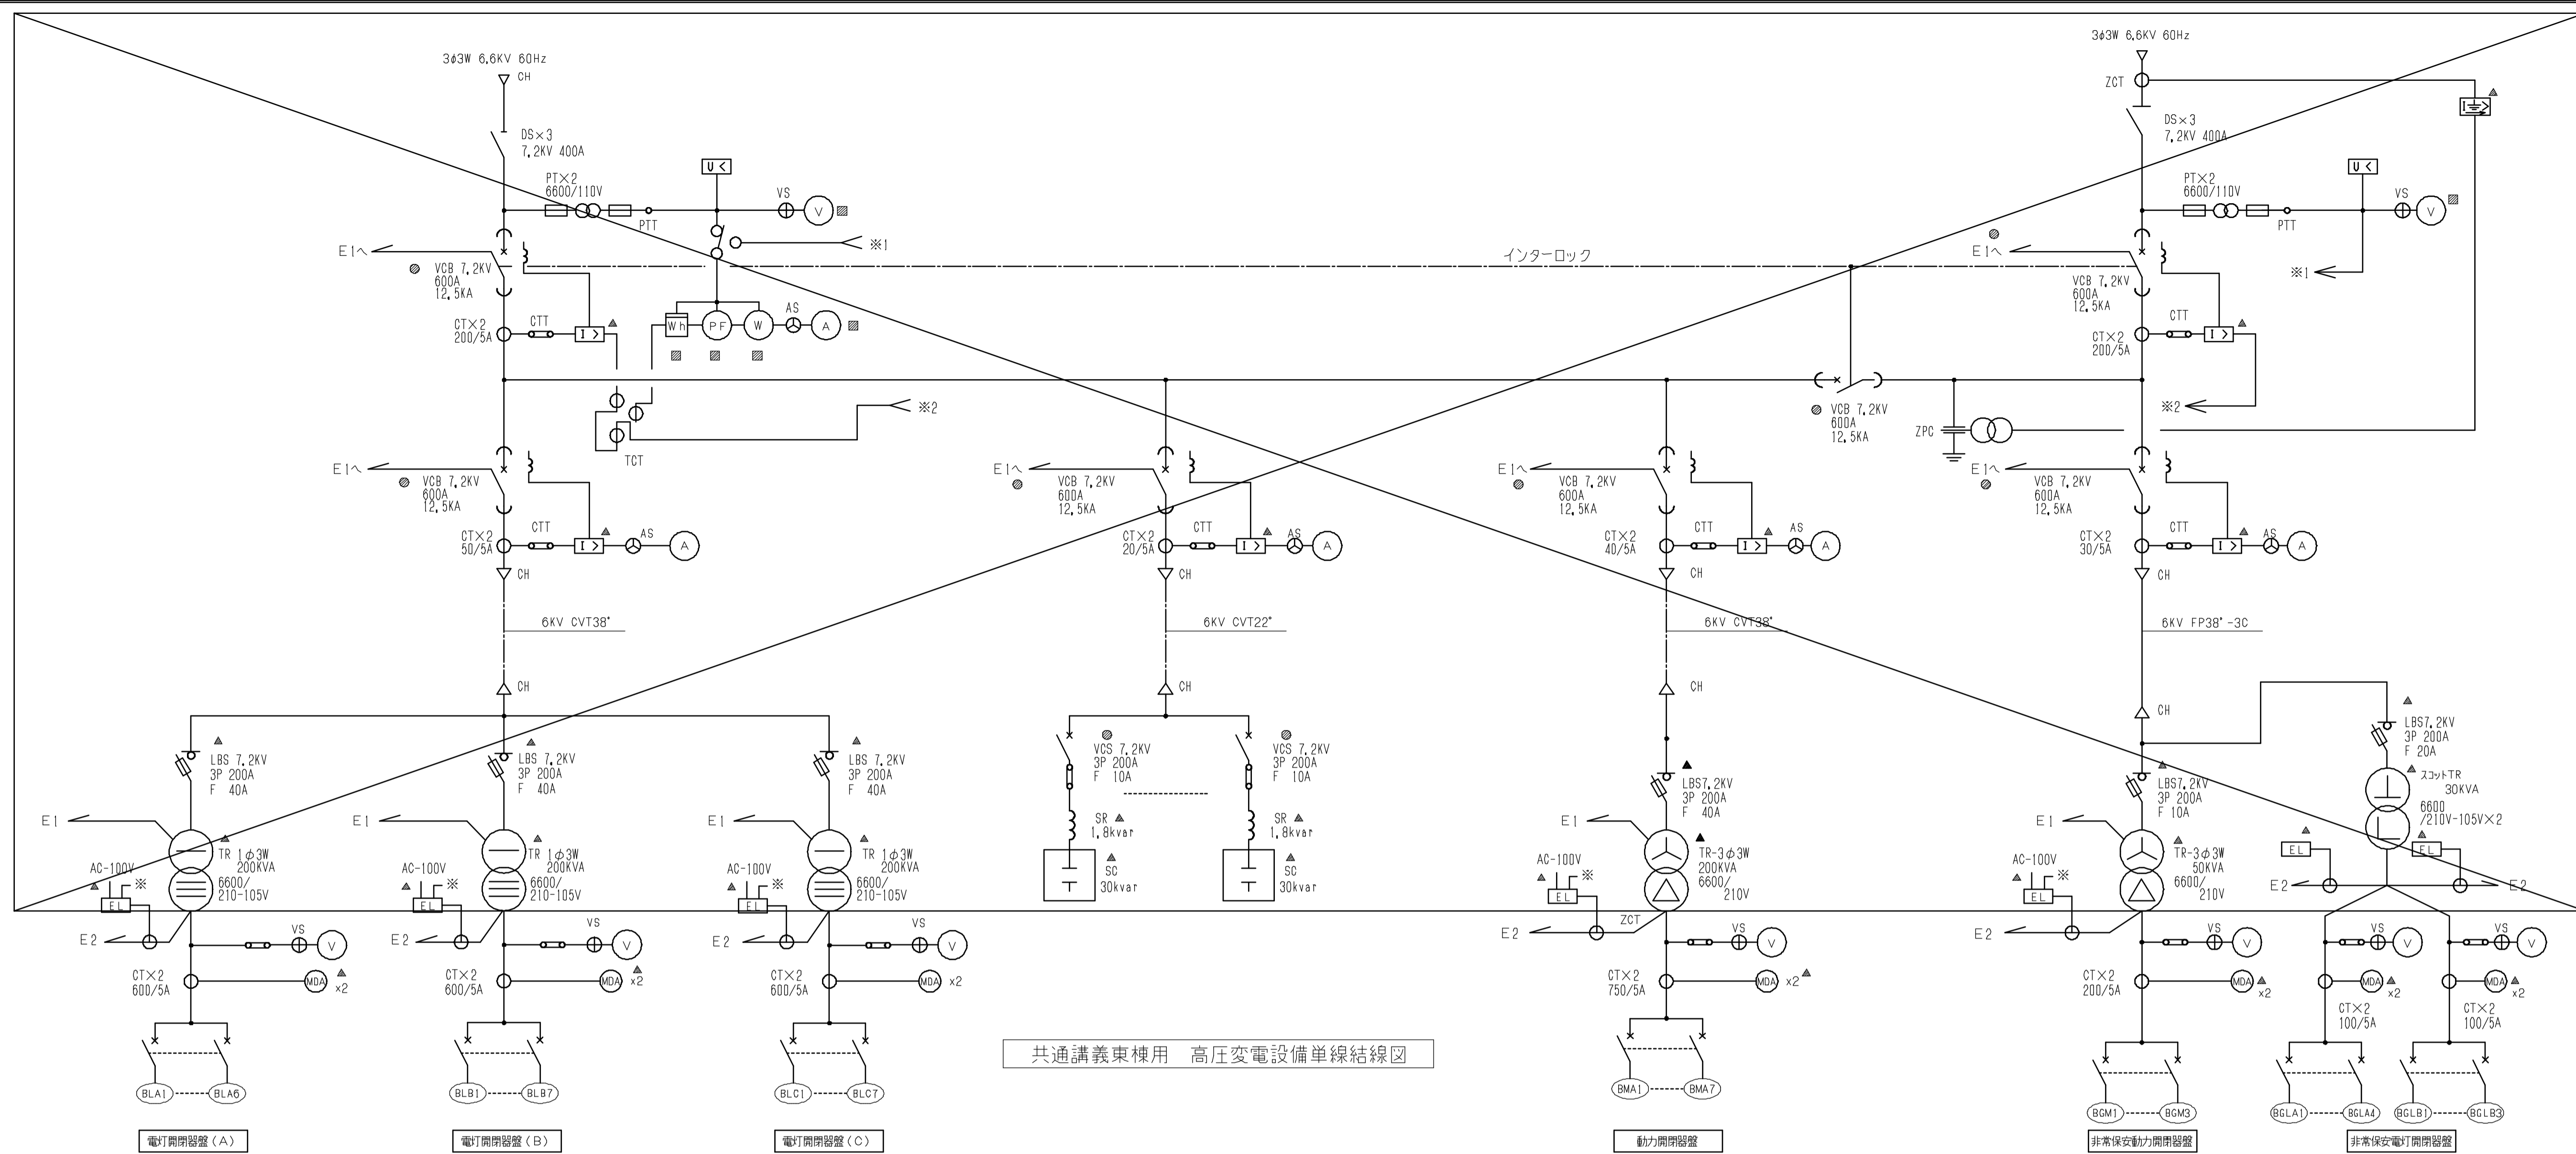 3φ3W 6.6KV 60Hz
CH
DS×3
7.2KV 400A
PT×2
6600/110V
PTT
U <
VS
V
※1
E1へ
VCB 7.2KV
600A
12.5KA
CT×2
200/5A
CTT
I >
Wh
PF
W
AS
A
TCT
※2
インターロック
3φ3W 6.6KV 60Hz
ZCT
DS×3
7.2KV 400A
I
>
PT×2
6600/110V
PTT
U <
VS
V
※1
E1へ
VCB 7.2KV
600A
12.5KA
CT×2
200/5A
CTT
I >
※2
VCB 7.2KV
600A
12.5KA
ZPC
E1へ
VCB 7.2KV
600A
12.5KA
CT×2
50/5A
CTT
I >
AS
A
CH
6KV CVT38°
CH
E1へ
VCB 7.2KV
600A
12.5KA
CT×2
20/5A
CTT
I >
AS
A
CH
6KV CVT22°
CH
E1へ
VCB 7.2KV
600A
12.5KA
CT×2
40/5A
CTT
I >
AS
A
CH
6KV CVT38°
CH
E1へ
VCB 7.2KV
600A
12.5KA
CT×2
30/5A
CTT
I >
AS
A
CH
6KV FP38°-3C
CH
LBS 7.2KV
3P 200A
F 40A
E1
TR 1φ3W
200KVA
6600/
210-105V
AC-100V
※
EL
E2
VS
V
CT×2
600/5A
MDA
x2
BLA1
BLA6
電灯開閉器盤(A)
LBS 7.2KV
3P 200A
F 40A
E1
TR 1φ3W
200KVA
6600/
210-105V
AC-100V
※
EL
E2
VS
V
CT×2
600/5A
MDA
x2
BLB1
BLB7
電灯開閉器盤(B)
LBS 7.2KV
3P 200A
F 40A
E1
TR 1φ3W
200KVA
6600/
210-105V
AC-100V
※
EL
E2
VS
V
CT×2
600/5A
MDA
x2
BLC1
BLC7
電灯開閉器盤(C)
VCS 7.2KV
3P 200A
F 10A
SR
1.8kvar
SC
30kvar
VCS 7.2KV
3P 200A
F 10A
SR
1.8kvar
SC
30kvar
共通講義東棟用 高圧変電設備単線結線図
LBS7.2KV
3P 200A
F 40A
E1
TR-3φ3W
200KVA
6600/
210V
AC-100V
※
EL
ZCT
E2
VS
V
CT×2
750/5A
MDA
x2
BMA1
BMA7
動力開閉器盤
LBS7.2KV
3P 200A
F 10A
E1
TR-3φ3W
50KVA
6600/
210V
AC-100V
※
EL
E2
VS
V
CT×2
200/5A
MDA
x2
BGM1
BGM3
非常保安動力開閉器盤
LBS7.2KV
3P 200A
F 20A
スコットTR
30KVA
6600
/210V-105V×2
EL
EL
E2
E2
VS
V
MDA
x2
CT×2
100/5A
VS
V
MDA
x2
CT×2
100/5A
BGLA1
BGLA4
BGLB1
BGLB3
非常保安電灯開閉器盤